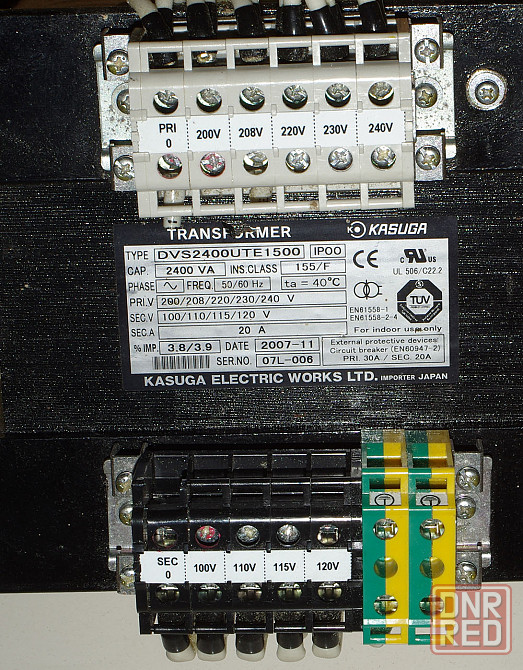 PRI 0 200V 208V 220V 230V 240V
TRANSFORMER KASUGA
TYPE DVS2400UTE1500 IP00
CAP. 2400 VA INS.CLASS 155/F
PHASE FREQ. 50/60 Hz ta = 40°C
PRI.V 200/208/220/230/240 V
SEC.V 100/110/115/120 V
SEC.A 20 A
% IMP. 3.8/3.9 DATE 2007-11
SER.NO. 07L-006
CE c UL us
UL 506/C22.2
TÜV
EN61558-1
EN61558-2-4
For indoor use only
External protective devices:
Circuit breaker (EN60947-2)
PRI. 30A / SEC. 20A
KASUGA ELECTRIC WORKS LTD. IMPORTER JAPAN
SEC 0 100V 110V 115V 120V
DNR
RED